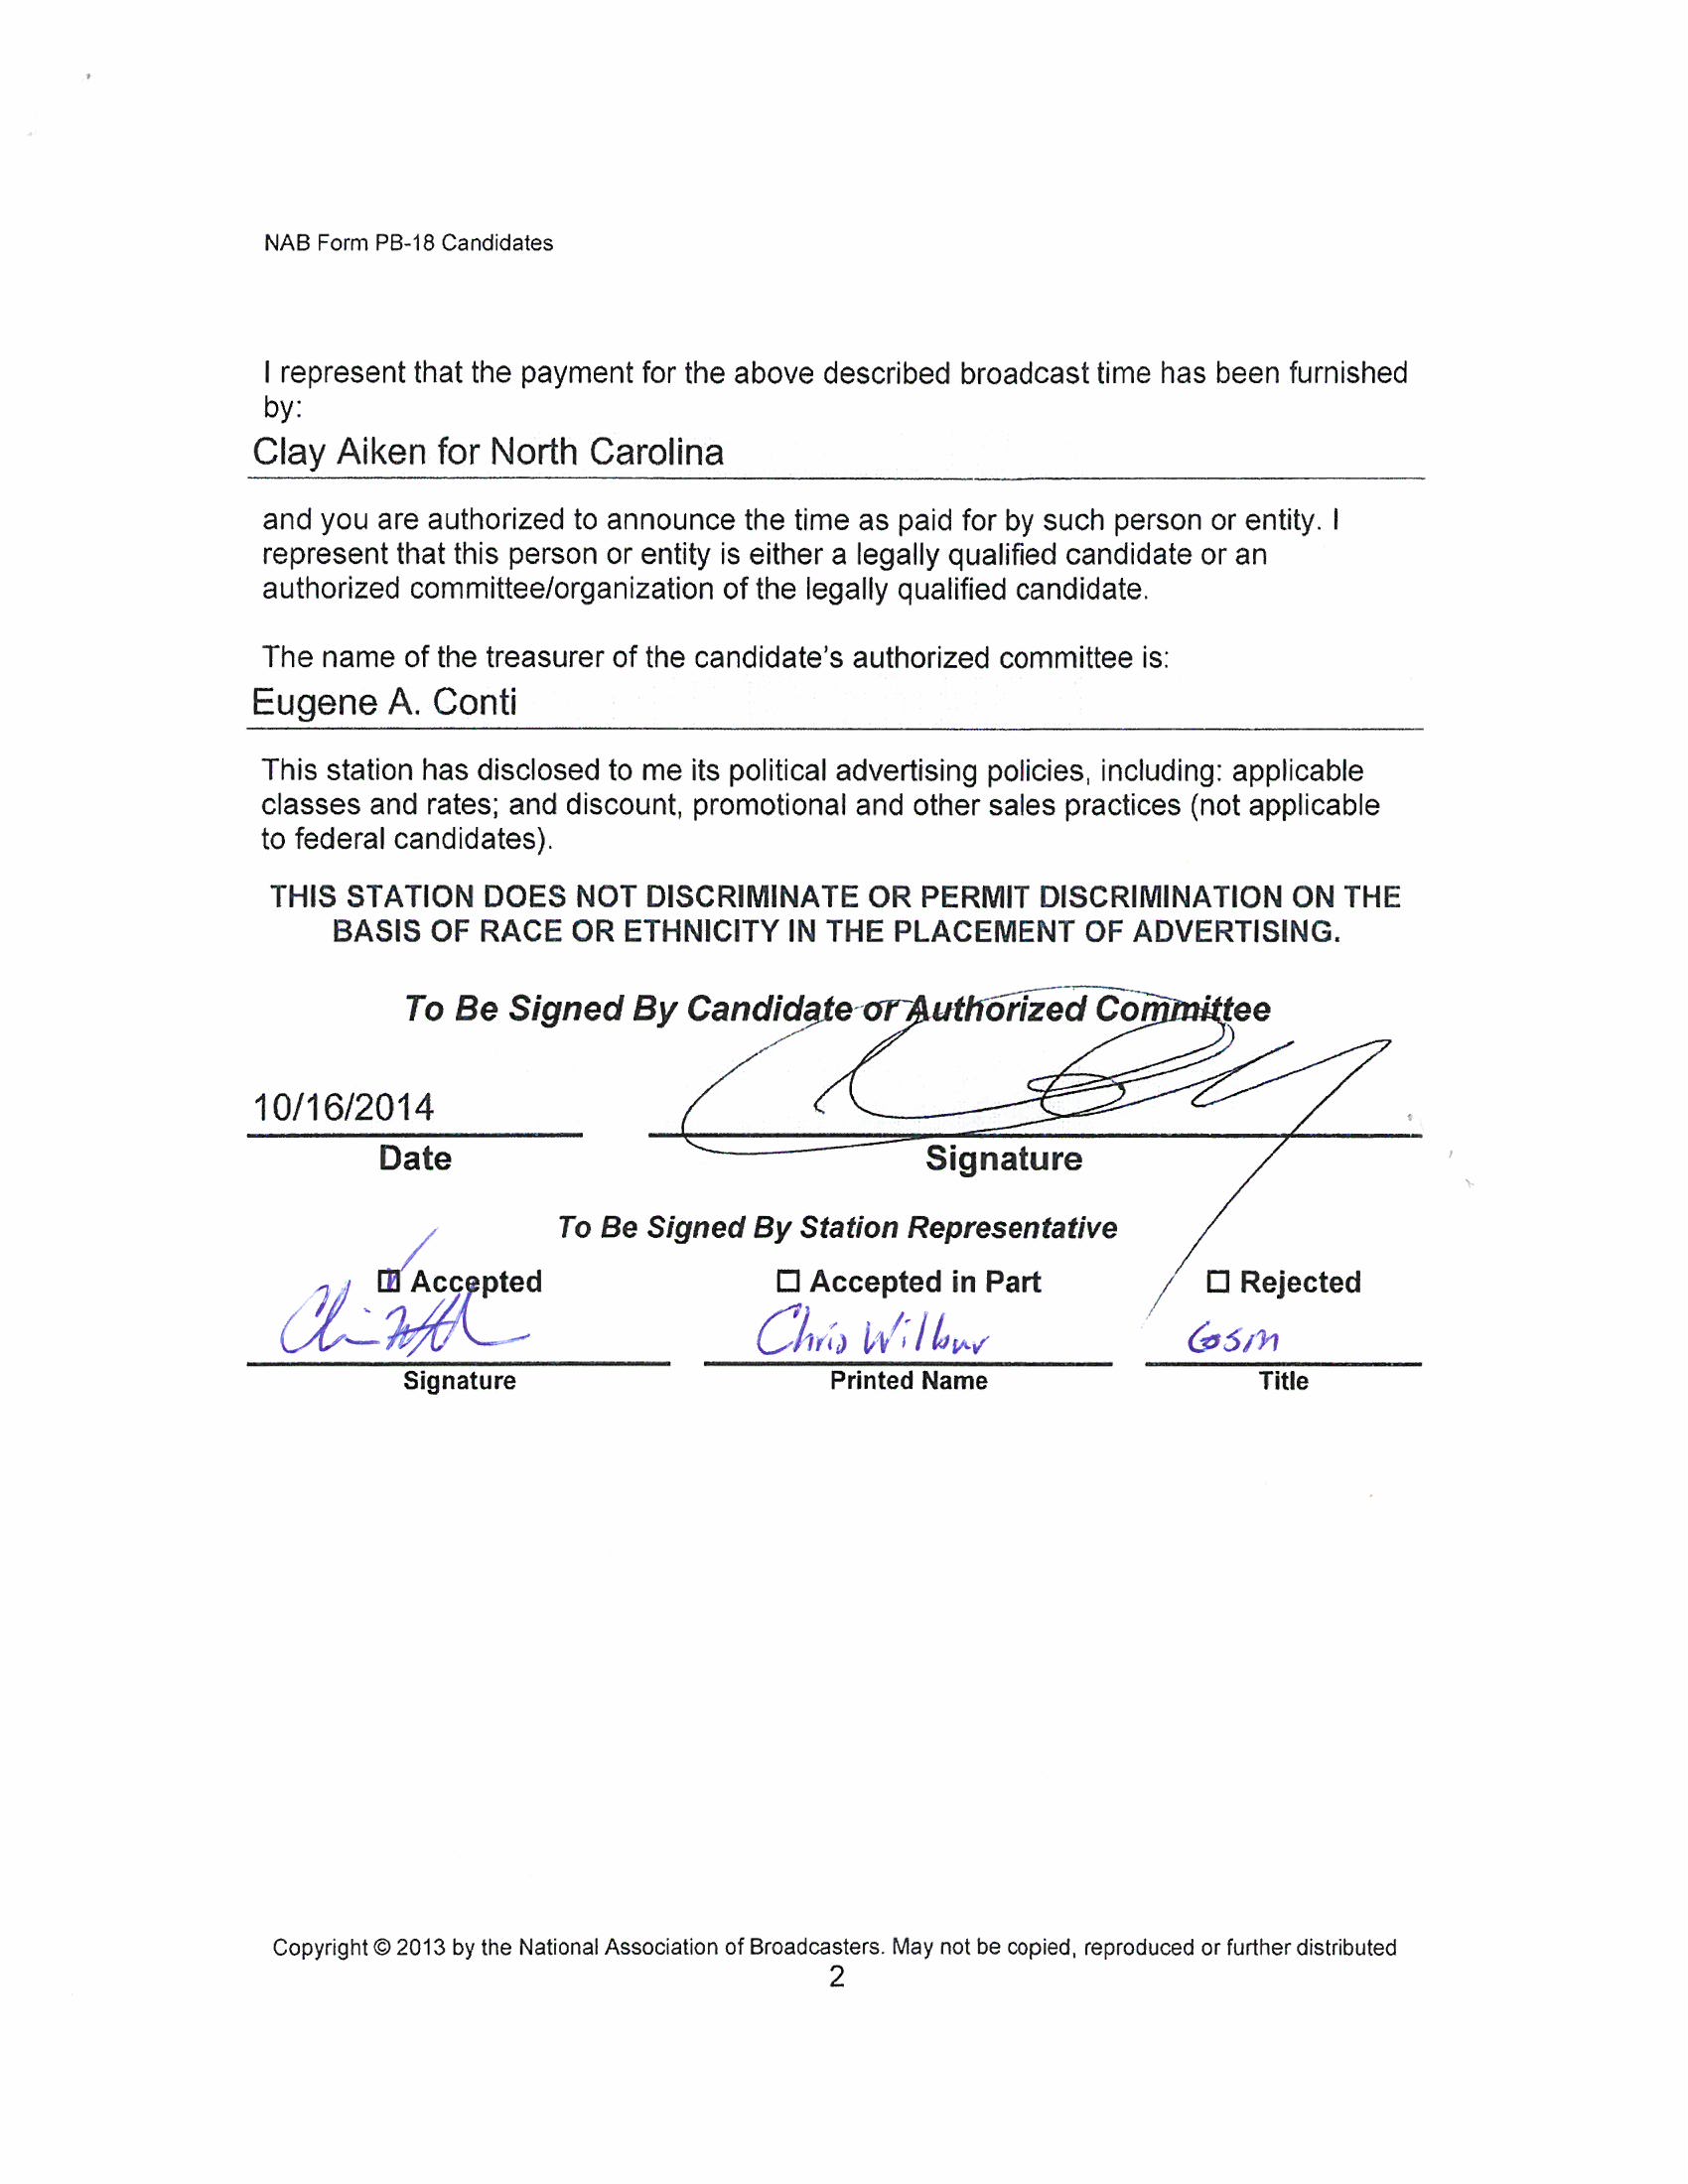 NAB Form PB-18 Candidates
I represent that the payment for the above described broadcast time has been furnished
by:
Clay Aiken for North Carolina
and you are authorized to announce the time as paid for by such person or entity. I
represent that this person or entity is either a legally qualified candidate or an
authorized committee/organization of the legally qualified candidate.
The name of the treasurer of the candidate's authorized committee is:
Eugene A. Conti
This station has disclosed to me its political advertising policies, including: applicable
classes and rates; and discount, promotional and other sales practices (not applicable
to federal candidates).
THIS STATION DOES NOT DISCRIMINATE OR PERMIT DISCRIMINATION ON THE
BASIS OF RACE OR ETHNICITY IN THE PLACEMENT OF ADVERTISING.
To Be Signed By Candidate or Authorized Committee
10/16/2014
Date Signature
To Be Signed By Station Representative
☑ Accepted ☐ Accepted in Part ☐ Rejected
Chris Wilbur GSM
Signature Printed Name Title
Copyright © 2013 by the National Association of Broadcasters. May not be copied, reproduced or further distributed
2